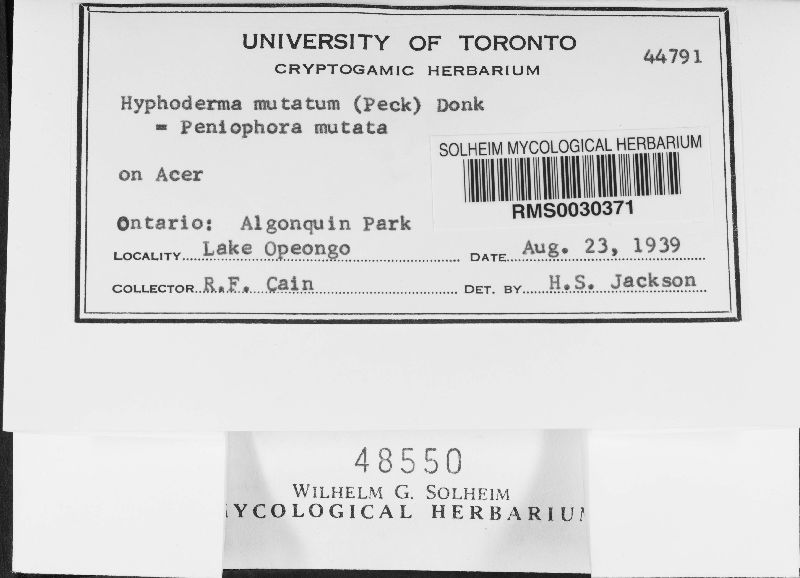 UNIVERSITY OF TORONTO
44791
CRYPTOGAMIC HERBARIUM
Hyphoderma mutatum (Peck) Donk
= Peniophora mutata
SOLHEIM MYCOLOGICAL HERBARIUM
on Acer
RMS0030371
Ontario: Algonquin Park
LOCALITY Lake Opeongo DATE Aug. 23, 1939
COLLECTOR R.F. Cain DET. BY H.S. Jackson
48550
WILHELM G. SOLHEIM
YCOLOGICAL HERBARIU